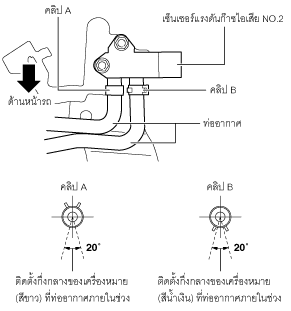 คลิป A
เซ็นเซอร์แรงดันก๊าซไอเสีย NO.2
ด้านหน้ารถ
คลิป B
ท่ออากาศ
คลิป A
คลิป B
20°
20°
ติดตั้งกึ่งกลางของเครื่องหมาย
(สีขาว) ที่ท่ออากาศภายในช่วง
ติดตั้งกึ่งกลางของเครื่องหมาย
(สีน้ำเงิน) ที่ท่ออากาศภายในช่วง